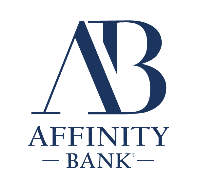 AB
AFFINITY
— BANK —